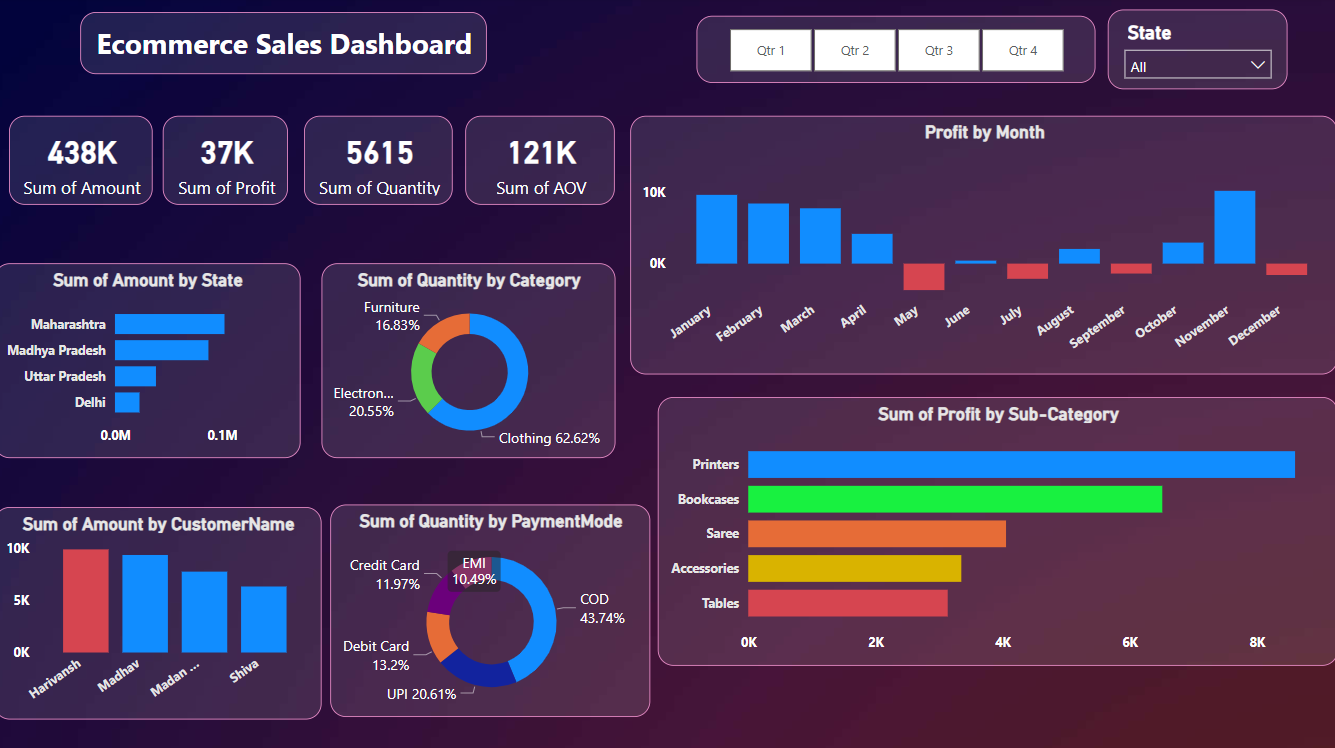 Ecommerce Sales Dashboard
Qtr 1
Qtr 2
Qtr 3
Qtr 4
State
All
438K
Sum of Amount
37K
Sum of Profit
5615
Sum of Quantity
121K
Sum of AOV
Profit by Month
10K
0K
January
February
March
April
May
June
July
August
September
October
November
December
Sum of Amount by State
Maharashtra
Madhya Pradesh
Uttar Pradesh
Delhi
0.0M
0.1M
Sum of Quantity by Category
Furniture
16.83%
Electron...
20.55%
Clothing 62.62%
Sum of Profit by Sub-Category
Printers
Bookcases
Saree
Accessories
Tables
0K
2K
4K
6K
8K
Sum of Amount by CustomerName
10K
5K
0K
Harivansh
Madhav
Madan ...
Shiva
Sum of Quantity by PaymentMode
Credit Card
11.97%
EMI
10.49%
COD
43.74%
Debit Card
13.2%
UPI 20.61%